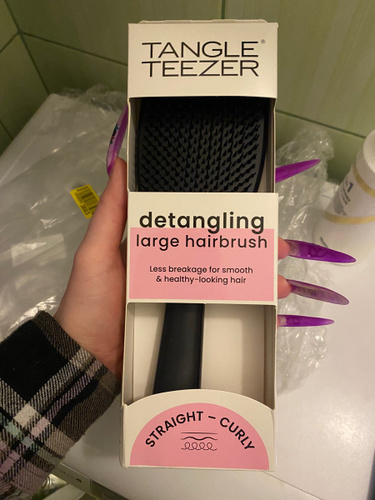 TANGLE®
TEEZER
detangling
large hairbrush
Less breakage for smooth
& healthy-looking hair
STRAIGHT – CURLY